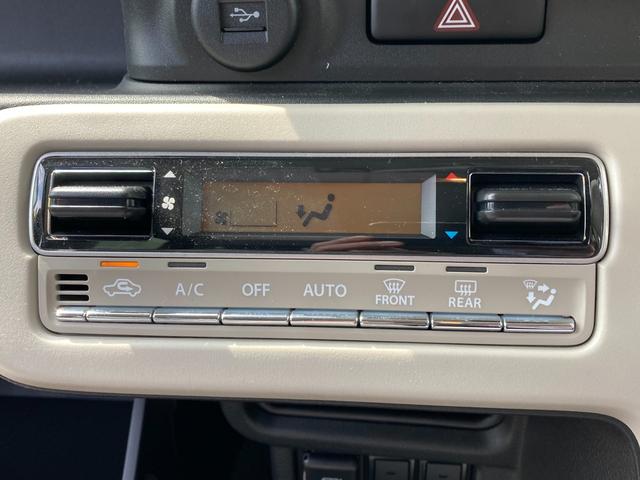 A/C OFF AUTO FRONT REAR